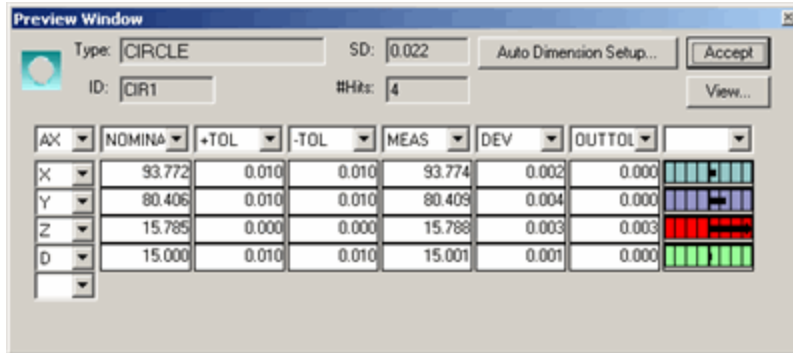 Preview Window
Type: CIRCLE SD: 0.022 Auto Dimension Setup... Accept
ID: CIR1 #Hits: 4 View...
AX NOMINA +TOL -TOL MEAS DEV OUTTOL
X 93.772 0.010 0.010 93.774 0.002 0.000
Y 80.406 0.010 0.010 80.409 0.004 0.000
Z 15.785 0.000 0.000 15.788 0.003 0.003
D 15.000 0.010 0.010 15.001 0.001 0.000